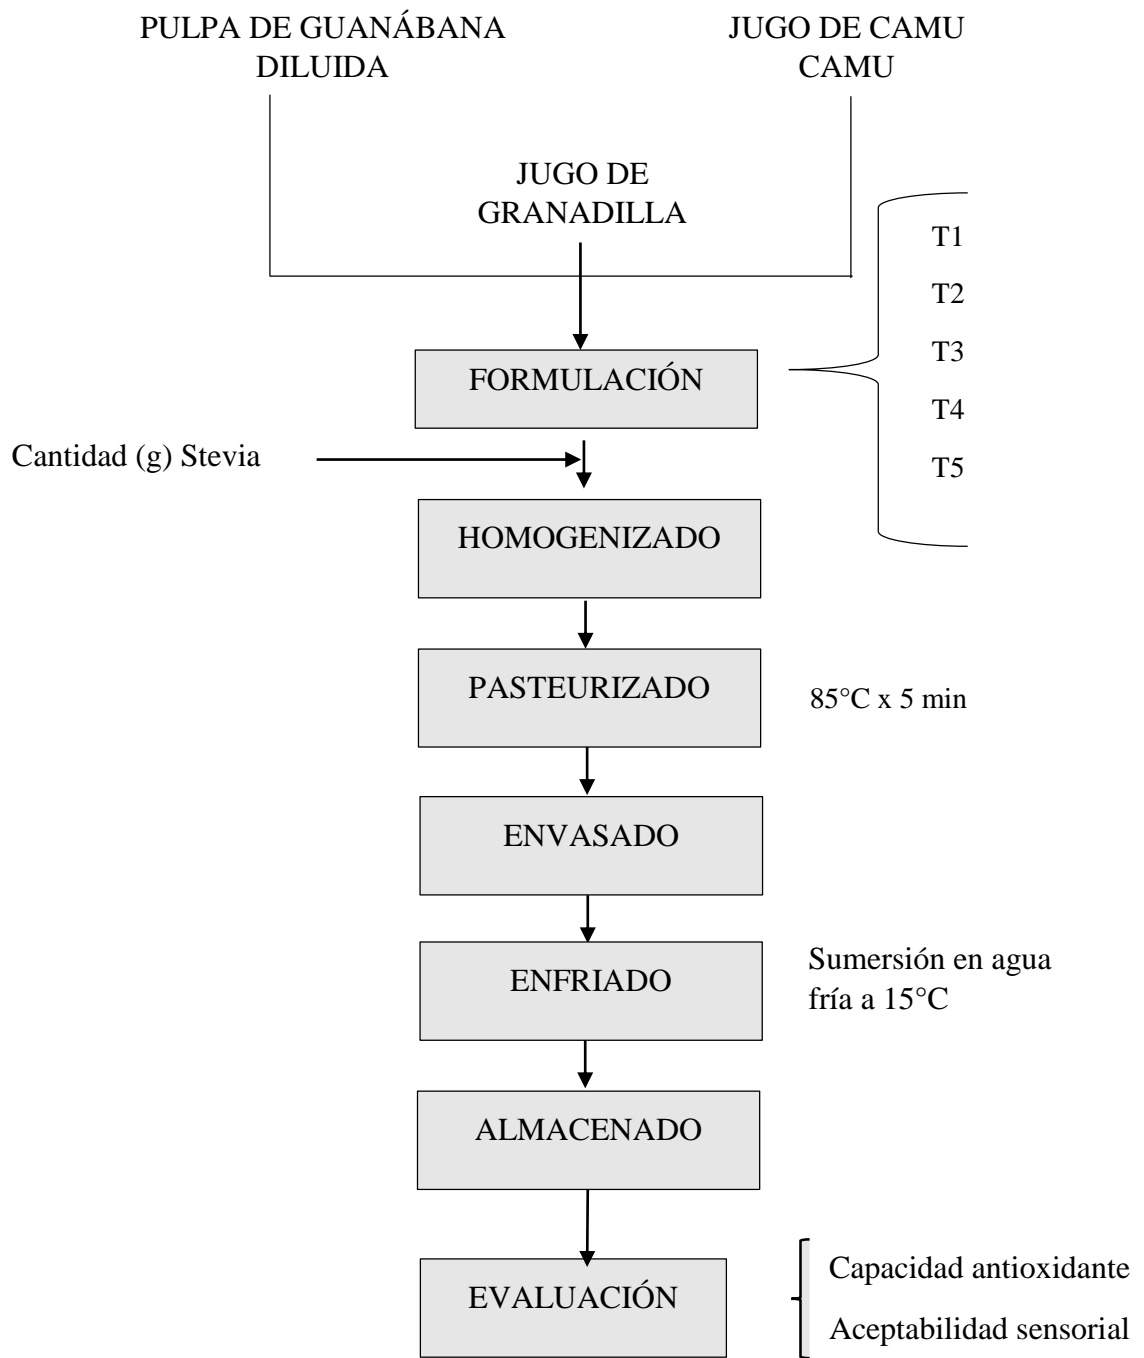 PULPA DE GUANÁBANA
DILUIDA
JUGO DE CAMU
CAMU
JUGO DE
GRANADILLA
T1
T2
T3
T4
T5
FORMULACIÓN
Cantidad (g) Stevia
HOMOGENIZADO
PASTEURIZADO
85°C x 5 min
ENVASADO
ENFRIADO
Sumersión en agua
fría a 15°C
ALMACENADO
EVALUACIÓN
Capacidad antioxidante
Aceptabilidad sensorial